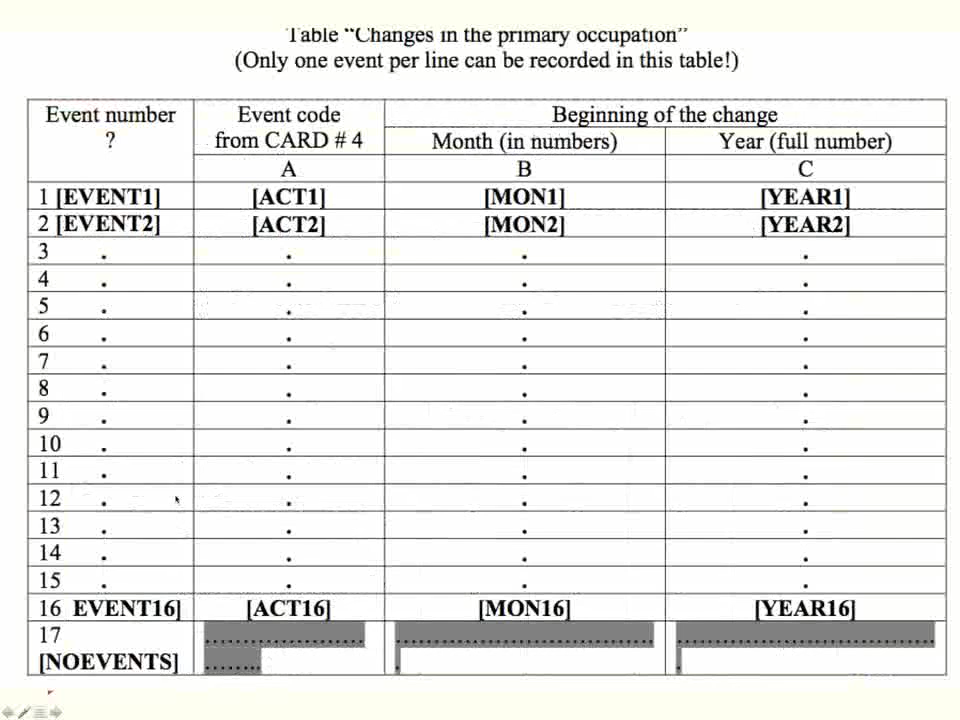 Table “Changes in the primary occupation”
(Only one event per line can be recorded in this table!)
Event number
?
Event code
from CARD # 4
Beginning of the change
Month (in numbers)
Year (full number)
A
B
C
1 [EVENT1] [ACT1] [MON1] [YEAR1]
2 [EVENT2] [ACT2] [MON2] [YEAR2]
3 . . . .
4 . . . .
5 . . . .
6 . . . .
7 . . . .
8 . . . .
9 . . . .
10 . . . .
11 . . . .
12 . . . .
13 . . . .
14 . . . .
15 . . . .
16 EVENT16] [ACT16] [MON16] [YEAR16]
17
[NOEVENTS]